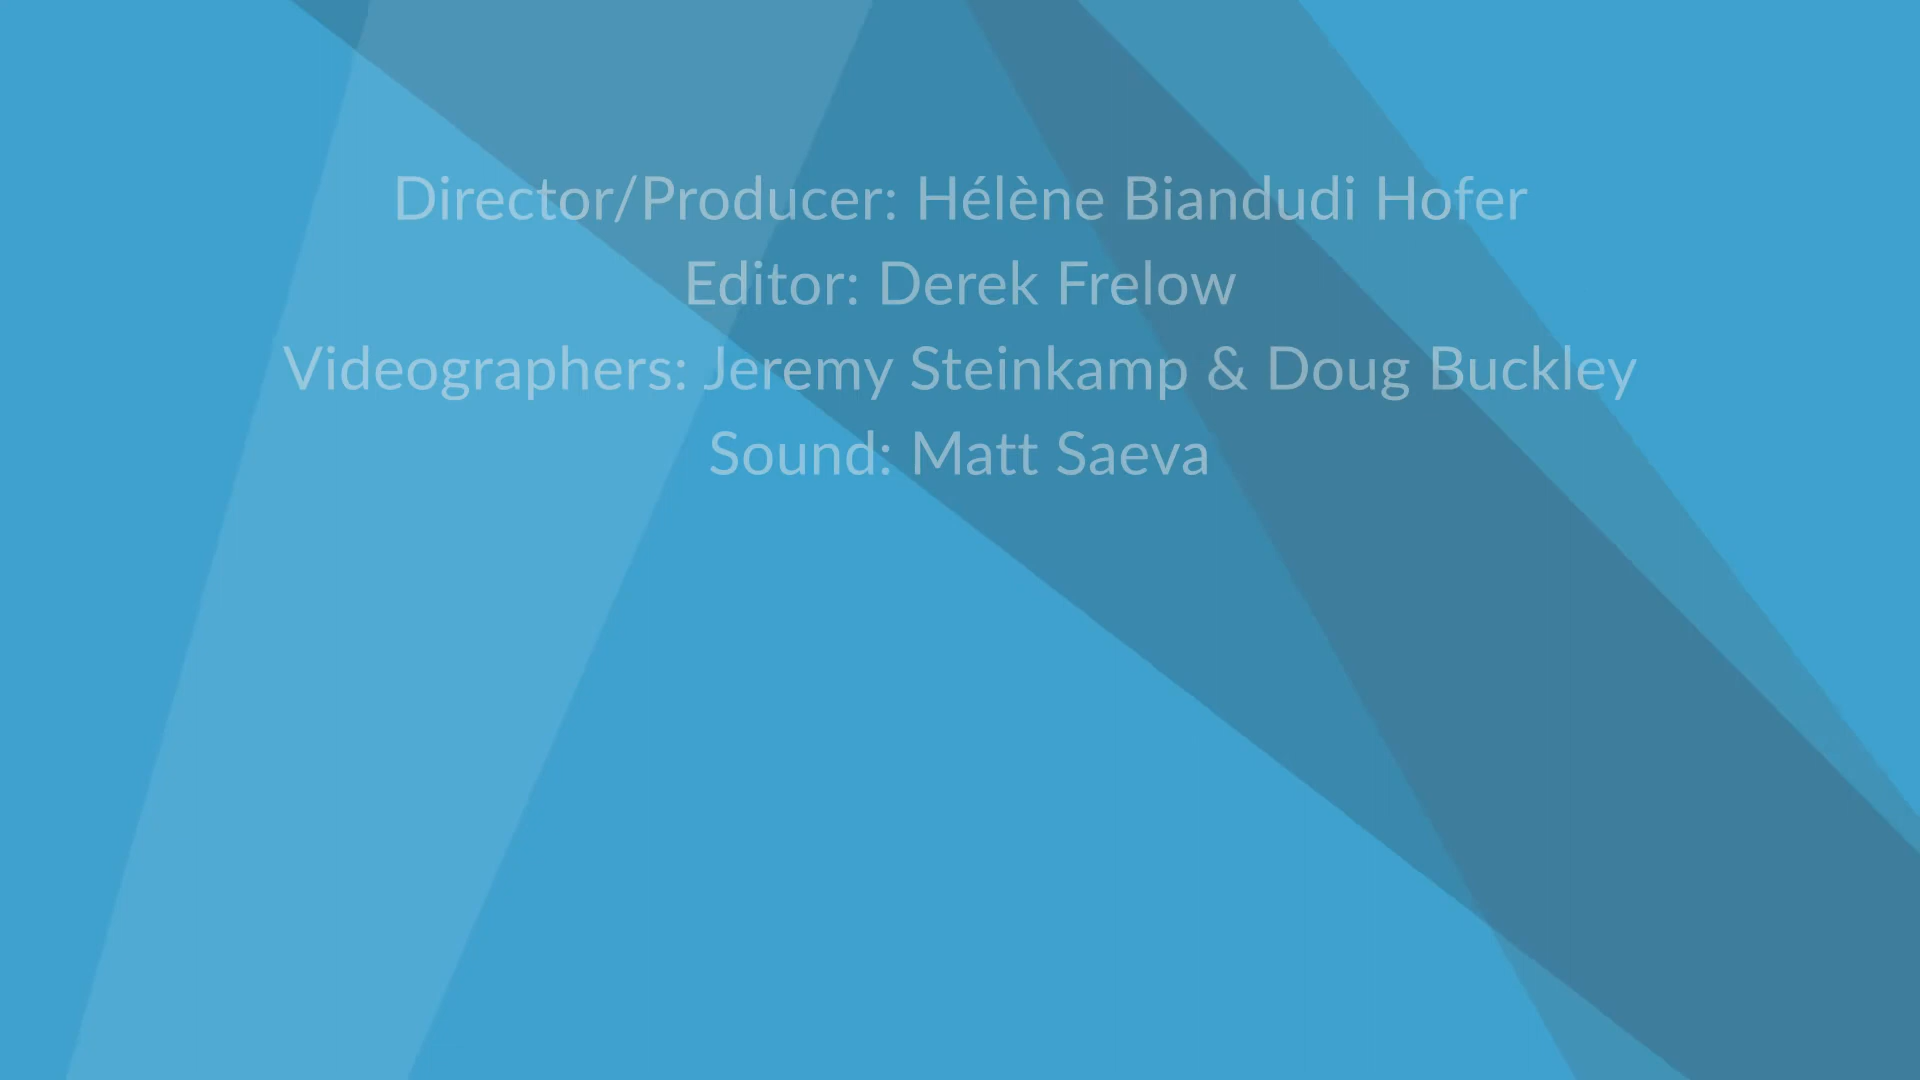 Director/Producer: Hélène Biandudi Hofer
Editor: Derek Frelow
Videographers: Jeremy Steinkamp & Doug Buckley
Sound: Matt Saeva